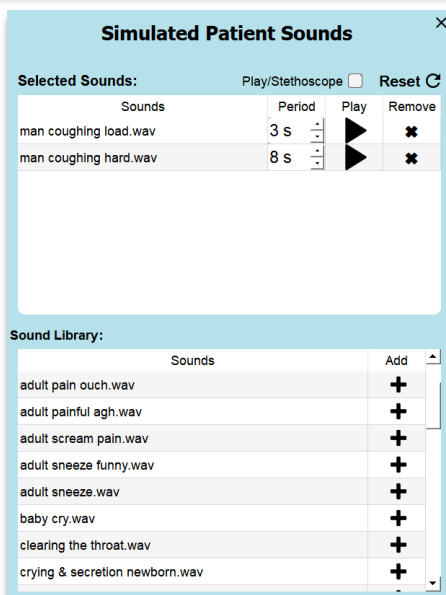 Simulated Patient Sounds
Selected Sounds: Play/Stethoscope Reset
Sounds Period Play Remove
man coughing load.wav 3 s
man coughing hard.wav 8 s
Sound Library:
Sounds Add
adult pain ouch.wav
adult painful agh.wav
adult scream pain.wav
adult sneeze funny.wav
adult sneeze.wav
baby cry.wav
clearing the throat.wav
crying & secretion newborn.wav